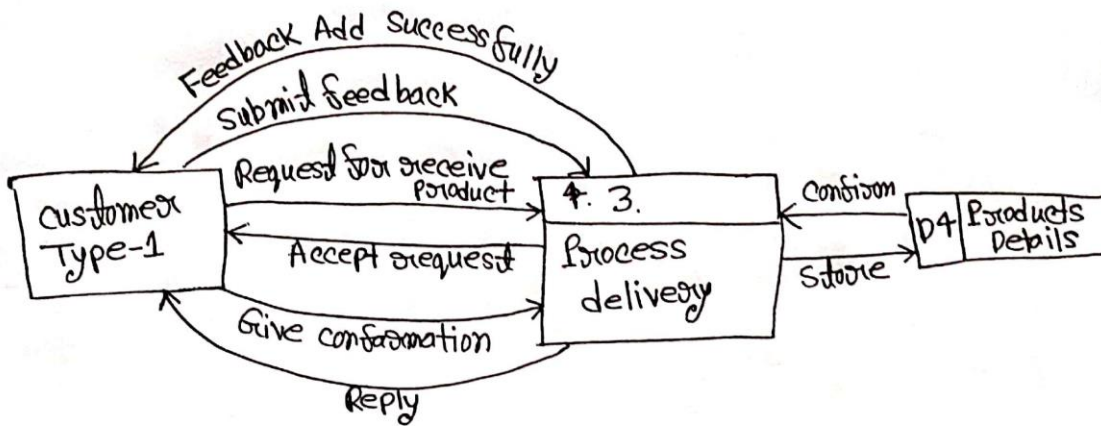 Feedback Add Successfully
Submit feedback
Request for receive
product
Customer
Type-1
Accept request
Give confarmation
Reply
4. 3.
Process
delivery
Confirm
Store
D4
Products
Details